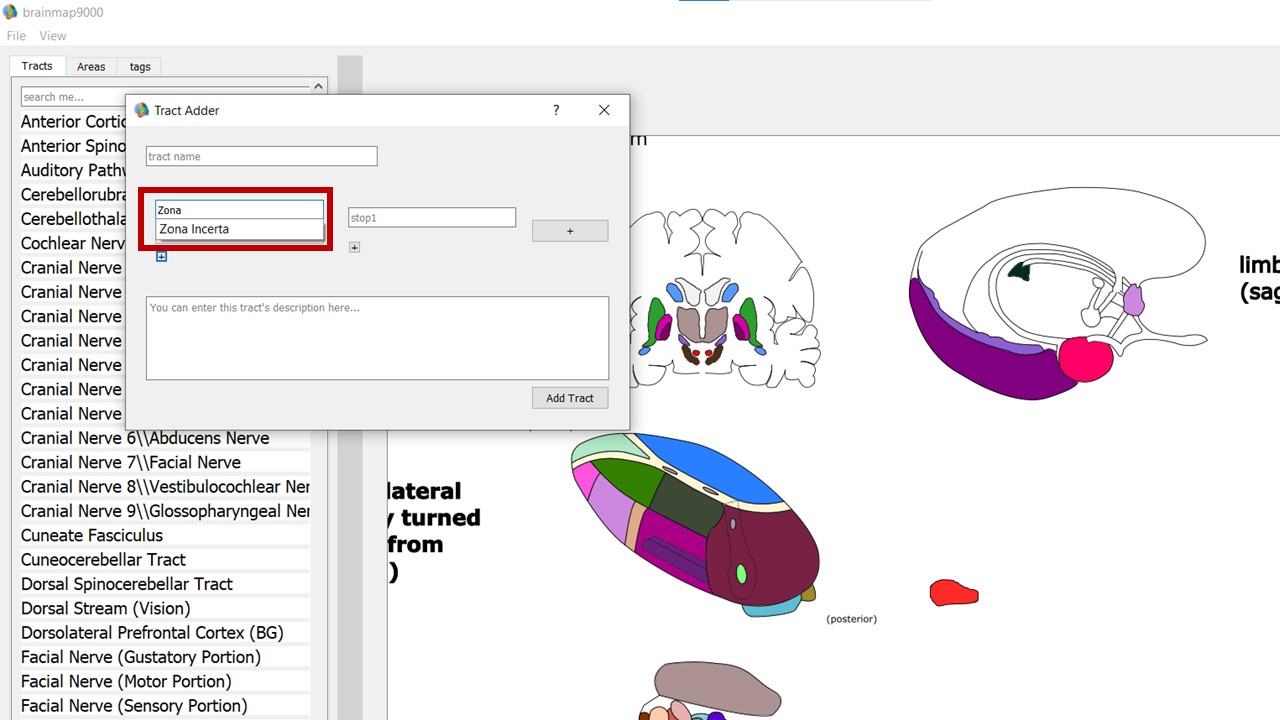 brainmap9000
File View
Tracts Areas tags
search me...
Anterior Cortic
Anterior Spino
Auditory Pathw
Cerebellorubra
Cerebellothala
Cochlear Nerv
Cranial Nerve
Cranial Nerve
Cranial Nerve
Cranial Nerve
Cranial Nerve
Cranial Nerve
Cranial Nerve
Cranial Nerve 6\\Abducens Nerve
Cranial Nerve 7\\Facial Nerve
Cranial Nerve 8\\Vestibulocochlear Ner
Cranial Nerve 9\\Glossopharyngeal Ner
Cuneate Fasciculus
Cuneocerebellar Tract
Dorsal Spinocerebellar Tract
Dorsal Stream (Vision)
Dorsolateral Prefrontal Cortex (BG)
Facial Nerve (Gustatory Portion)
Facial Nerve (Motor Portion)
Facial Nerve (Sensory Portion)
Tract Adder
?
tract name
Zona
Zona Incerta
stop1
+
+
+
You can enter this tract's description here...
Add Tract
m
limb
(sag
lateral
y turned
from
)
(posterior)